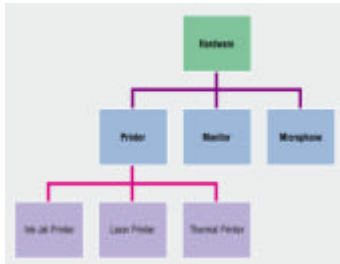 Hardware
Printer
Monitor
Microphone
Ink-Jet Printer
Laser Printer
Thermal Printer